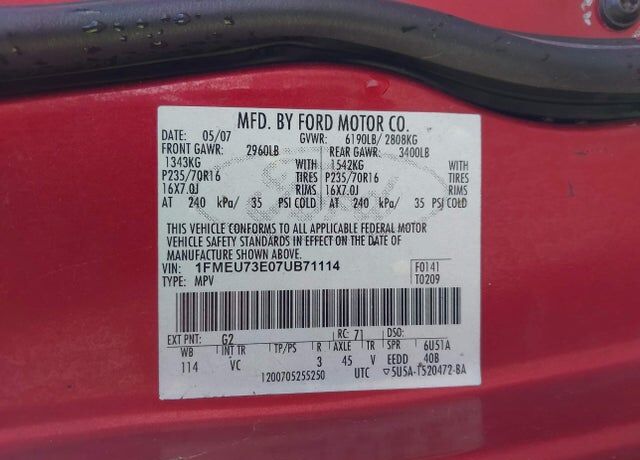 MFD. BY FORD MOTOR CO.
DATE: 05/07 GVWR: 6190LB/ 2808KG
FRONT GAWR: 2960LB REAR GAWR: 3400LB
1343KG WITH 1542KG WITH
P235/70R16 TIRES P235/70R16 TIRES
16X7.0J RIMS 16X7.0J RIMS
AT 240 kPa/ 35 PSI COLD AT 240 kPa/ 35 PSI COLD
THIS VEHICLE CONFORMS TO ALL APPLICABLE FEDERAL MOTOR
VEHICLE SAFETY STANDARDS IN EFFECT ON THE DATE OF
MANUFACTURE SHOWN ABOVE.
VIN: 1FMEU73E07UB71114 F0141
TYPE: MPV T0209
EXT PNT: G2 RC: 71 DSO:
WB INT TR TP/PS R AXLE TR SPR 6U51A
114 VC 3 45 V EEDD 40B
1200705255250 UTC ▽5U5A-1520472-BA